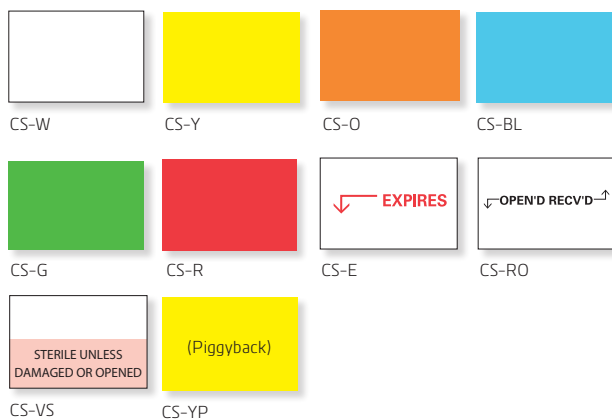 CS-W
CS-Y
CS-O
CS-BL
EXPIRES
OPEN'D RECV'D
CS-G
CS-R
CS-E
CS-RO
STERILE UNLESS
DAMAGED OR OPENED
(Piggyback)
CS-VS
CS-YP